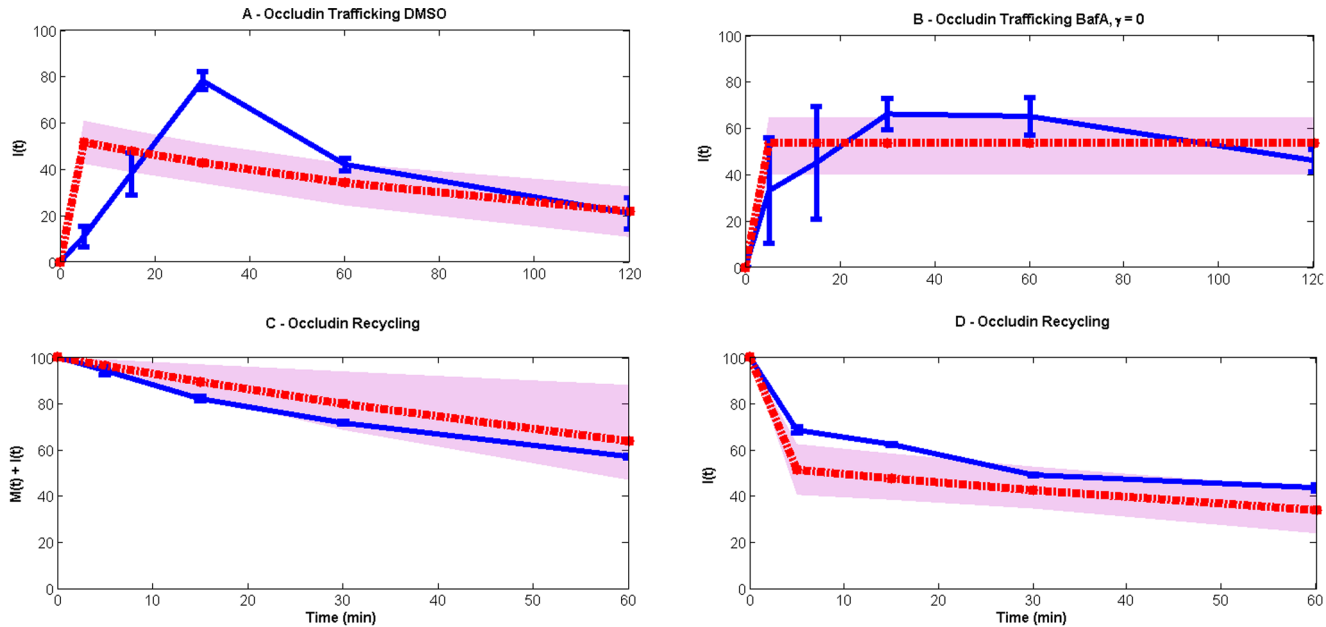 A - Occludin Trafficking DMSO
100
80
60
40
20
0
I(t)
0 20 40 60 80 100 120
B - Occludin Trafficking BafA, γ = 0
100
80
60
40
20
0
I(t)
0 20 40 60 80 100 120
C - Occludin Recycling
100
80
60
40
20
0
M(t) + I(t)
0 10 20 30 40 50 60
Time (min)
D - Occludin Recycling
100
80
60
40
20
0
I(t)
0 10 20 30 40 50 60
Time (min)